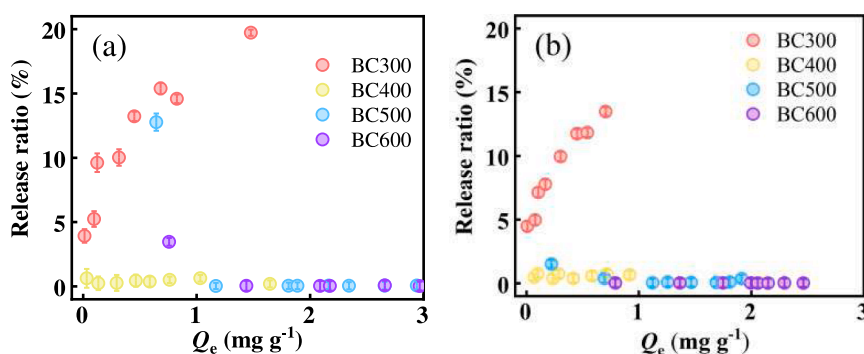 (a)
BC300
BC400
BC500
BC600
Release ratio (%)
20
15
10
5
0
0
1
2
3
Qe (mg g-1)
(b)
BC300
BC400
BC500
BC600
Release ratio (%)
20
15
10
5
0
0
1
2
3
Qe (mg g-1)